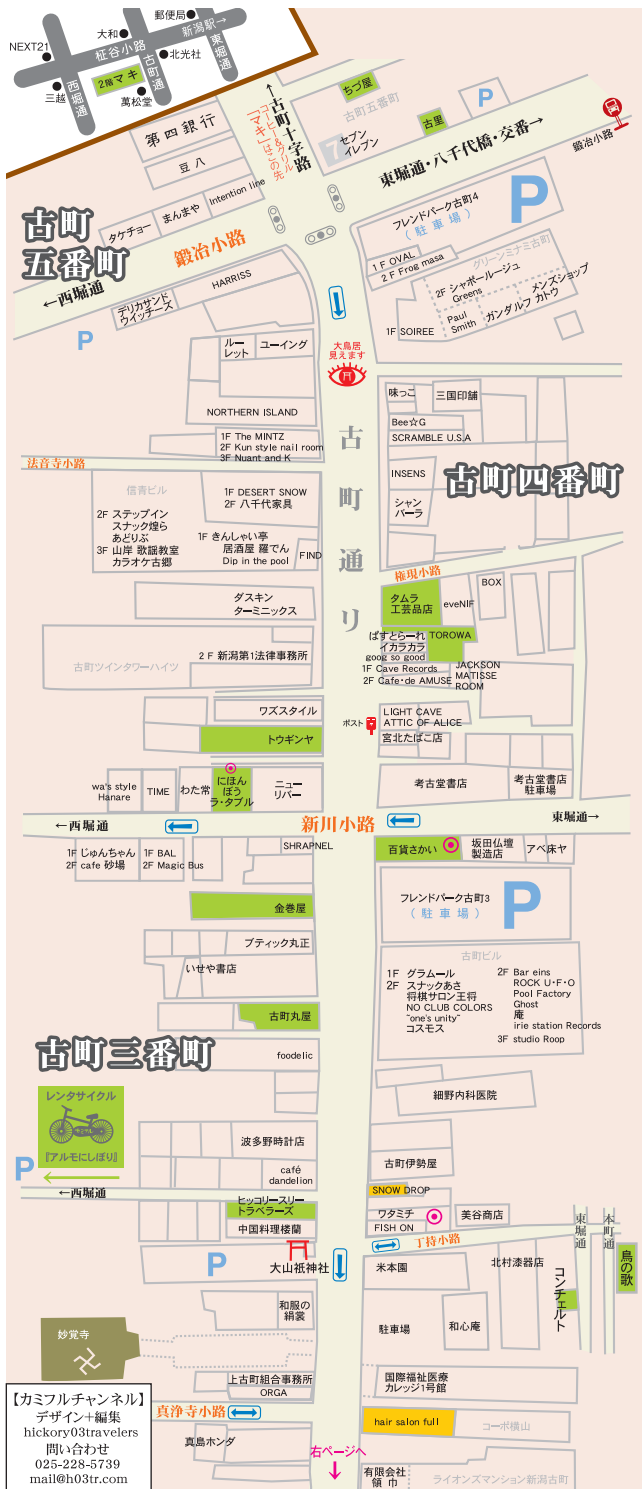 郵便局
新潟駅→
大和
NEXT21
柾谷小路
北光社
東堀通
古町通
西堀通
2階マキ
三越
萬松堂
←古町十字路
コーヒー&グリル
「マキ」はこの先
ちづ屋
古町五番町
P
古里
7
セブン
イレブン
鍛冶小路
東堀通・八千代橋・交番→
第四銀行
豆八
Intention line
まんまや
タケチョー
古町
五番町
鍛冶小路
←西堀通
フレンドパーク古町4
(駐車場)
P
1F OVAL
2F Frog masa
グリーンミナミ古町
2F シャポールージュ
Greens
メンズショップ
カトウ
ガンダルフ
Paul
Smith
1F SOIREE
HARRISS
デリカサンド
ウィッチーズ
P
大鳥居
見えます
ルー
レット
ユーイング
NORTHERN ISLAND
味っこ
三国印舗
Bee☆G
SCRAMBLE U.S.A
1F The MINTZ
2F Kun style nail room
3F Nuant and K
法音寺小路
古町通り
INSENS
シャン
バーラ
古町四番町
信青ビル
2F ステップイン
スナック煌ら
あどりぶ
3F 山岸 歌謡教室
カラオケ古郷
1F DESERT SNOW
2F 八千代家具
1F きんしゃい亭
居酒屋 羅でん
Dip in the pool
FIND
権現小路
ダスキン
ターミニックス
タムラ
工芸品店
eveNIF
BOX
ぱすとらーれ
TOROWA
イカラカラ
goog so good
1F Cave Records
2F Cafe・de AMUSE
JACKSON
MATISSE
ROOM
2F 新潟第1法律事務所
古町ツインタワーハイツ
ワズスタイル
トウギンヤ
ポスト
LIGHT CAVE
ATTIC OF ALICE
宮北たばこ店
wa's style
Hanare
TIME
わた常
にほん
ぼう
ラ・タブル
ニュー
リバー
考古堂書店
考古堂書店
駐車場
←西堀通
新川小路
東堀通→
1F じゅんちゃん
2F cafe 砂場
1F BAL
2F Magic Bus
SHRAPNEL
百貨さかい
坂田仏壇
製造店
アベ床ヤ
金巻屋
フレンドパーク古町3
(駐車場)
P
ブティック丸正
いせや書店
古町ビル
1F グラムール
2F スナックあさ
将棋サロン王将
NO CLUB COLORS
"one's unity"
コスモス
2F Bar eins
ROCK U・F・O
Pool Factory
Ghost
庵
irie station Records
3F studio Roop
古町丸屋
古町三番町
foodelic
レンタサイクル
『アルモにしぼり』
P
←西堀通
細野内科医院
波多野時計店
café
dandelion
古町伊勢屋
SNOW DROP
ヒッコリースリー
トラベラーズ
中国料理楼蘭
ワタミチ
FISH ON
美谷商店
東堀通
本町通
大山祇神社
P
丁持小路
米本園
北村漆器店
コンチェルト
鳥の歌
和服の
絹裳
駐車場
和心庵
妙覚寺
上古町組合事務所
ORGA
国際福祉医療
カレッジ1号館
真浄寺小路
hair salon full
コーポ横山
真島ホンダ
右ページへ
↓
有限会社
領巾
ライオンズマンション新潟古町
【カミフルチャンネル】
デザイン+編集
hickory03travelers
問い合わせ
025-228-5739
mail@h03tr.com